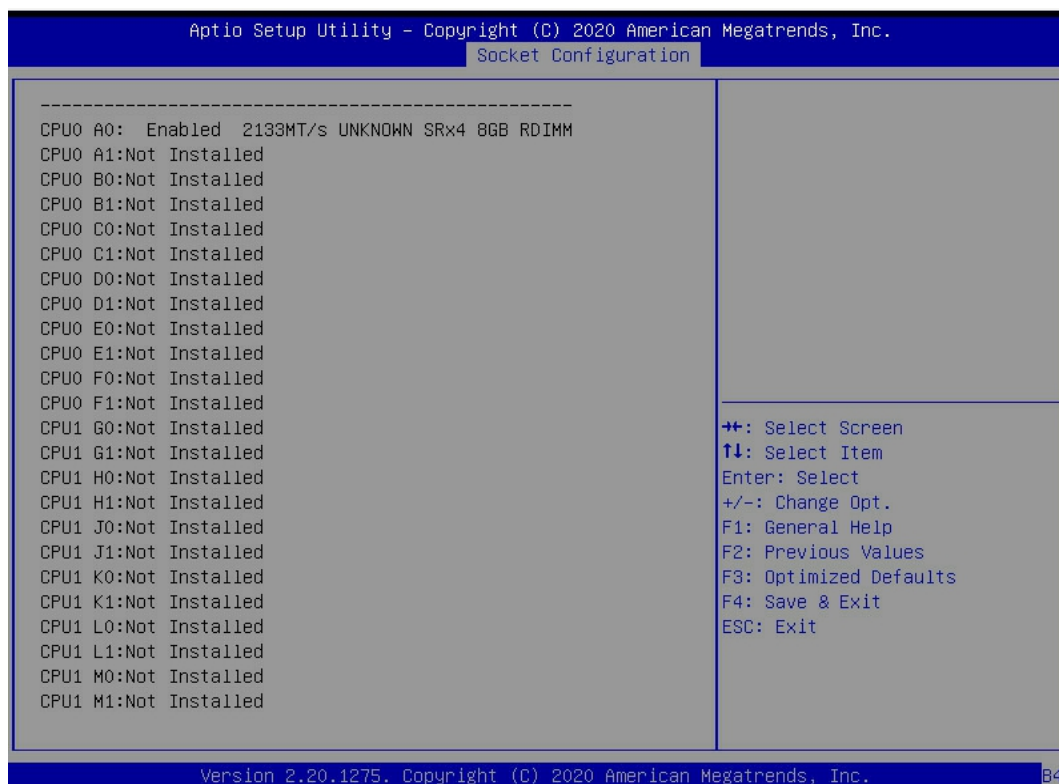 Aptio Setup Utility – Copyright (C) 2020 American Megatrends, Inc.
Socket Configuration
--------------------------------------------------
CPU0 A0:  Enabled  2133MT/s UNKNOWN SRx4 8GB RDIMM
CPU0 A1:Not Installed
CPU0 B0:Not Installed
CPU0 B1:Not Installed
CPU0 C0:Not Installed
CPU0 C1:Not Installed
CPU0 D0:Not Installed
CPU0 D1:Not Installed
CPU0 E0:Not Installed
CPU0 E1:Not Installed
CPU0 F0:Not Installed
CPU0 F1:Not Installed
CPU1 G0:Not Installed
CPU1 G1:Not Installed
CPU1 H0:Not Installed
CPU1 H1:Not Installed
CPU1 J0:Not Installed
CPU1 J1:Not Installed
CPU1 K0:Not Installed
CPU1 K1:Not Installed
CPU1 L0:Not Installed
CPU1 L1:Not Installed
CPU1 M0:Not Installed
CPU1 M1:Not Installed
→←: Select Screen
↑↓: Select Item
Enter: Select
+/-: Change Opt.
F1: General Help
F2: Previous Values
F3: Optimized Defaults
F4: Save & Exit
ESC: Exit
Version 2.20.1275. Copyright (C) 2020 American Megatrends, Inc.